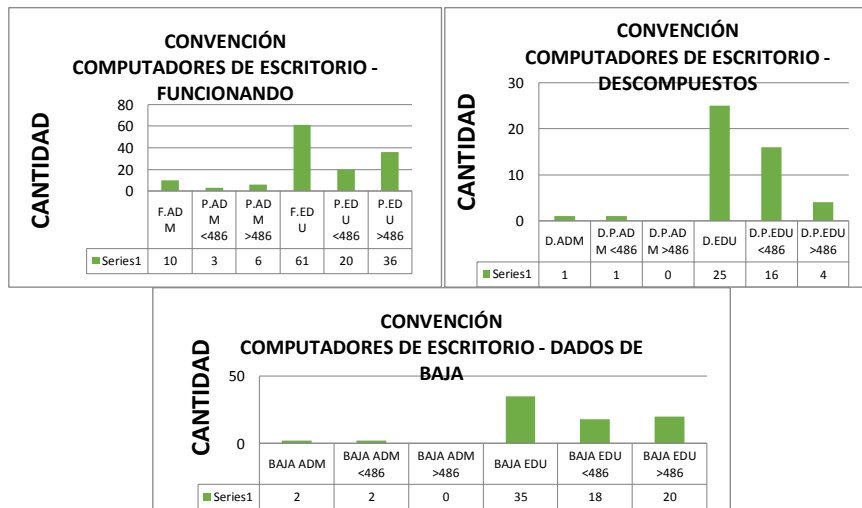 CONVENCIÓN
COMPUTADORES DE ESCRITORIO -
FUNCIONANDO
CANTIDAD
80
60
40
20
0
F.AD
M
P.AD
M
<486
P.AD
M
>486
F.ED
U
P.ED
U
<486
P.ED
U
>486
Series1 10 3 6 61 20 36
CONVENCIÓN
COMPUTADORES DE ESCRITORIO -
DESCOMPUESTOS
CANTIDAD
30
20
10
0
D.ADM
D.P.AD
M <486
D.P.AD
M >486
D.EDU
D.P.EDU
<486
D.P.EDU
>486
Series1 1 1 0 25 16 4
CONVENCIÓN
COMPUTADORES DE ESCRITORIO - DADOS DE
BAJA
CANTIDAD
50
0
BAJA ADM
BAJA ADM
<486
BAJA ADM
>486
BAJA EDU
BAJA EDU
<486
BAJA EDU
>486
Series1 2 2 0 35 18 20